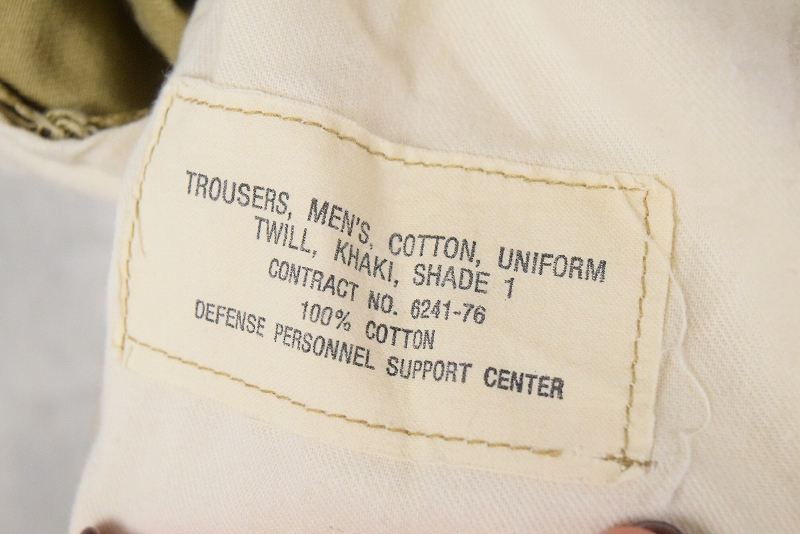 TROUSERS, MEN'S, COTTON, UNIFORM
TWILL, KHAKI, SHADE 1
CONTRACT NO. 6241-76
100% COTTON
DEFENSE PERSONNEL SUPPORT CENTER